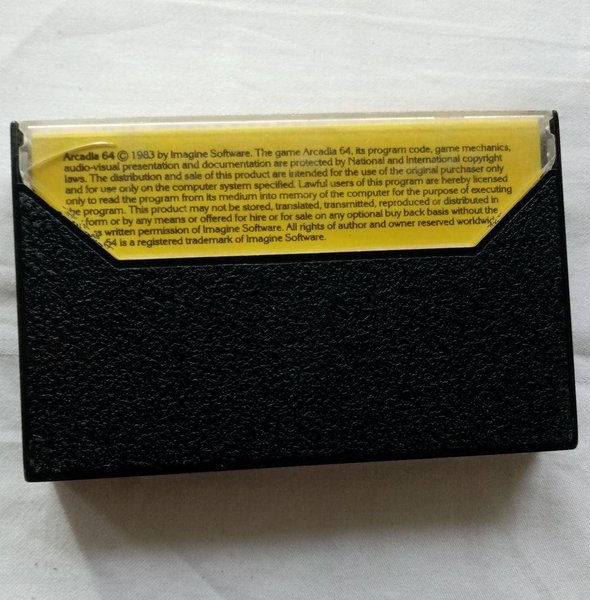 Arcadia 64 © 1983 by Imagine Software. The game Arcadia 64, its program code, game mechanics,
audio-visual presentation and documentation are protected by National and International copyright
laws. The distribution and sale of this product are intended for the use of the original purchaser only
and for use only on the computer system specified. Lawful users of this program are hereby licensed
only to read the program from its medium into memory of the computer for the purpose of executing
program. This product may not be stored, translated, transmitted, reproduced or distributed in
form or by any means or offered for hire or for sale on any optional buy back basis without the
written permission of Imagine Software. All rights of author and owner reserved
64 is a registered trademark of Imagine Software.